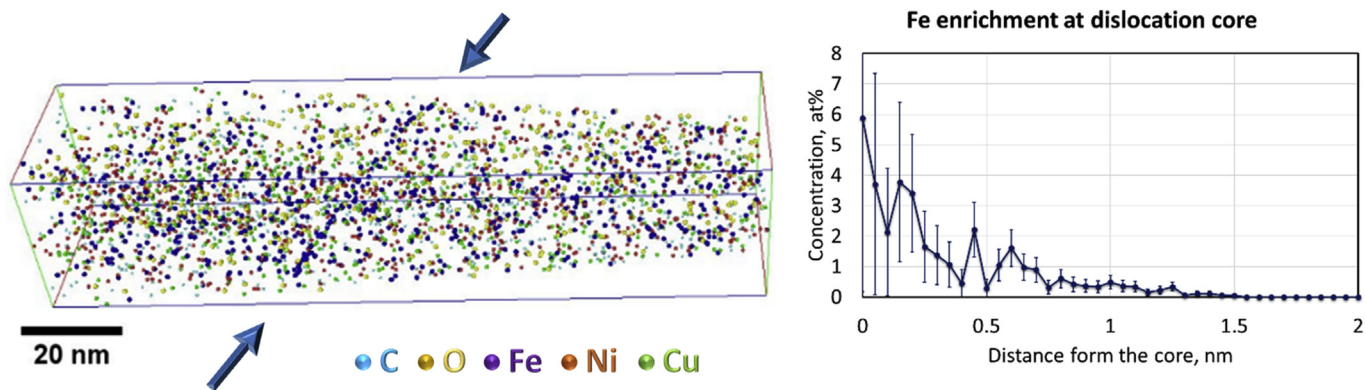 20 nm
C O Fe Ni Cu
Fe enrichment at dislocation core
Concentration, at%
8
7
6
5
4
3
2
1
0
0 0.5 1 1.5 2
Distance form the core, nm